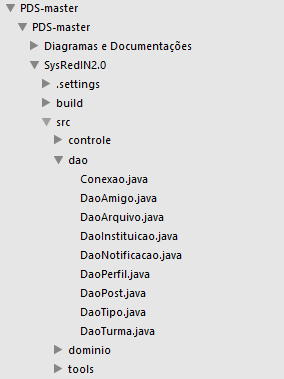 PDS-master
PDS-master
Diagramas e Documentações
SysRedIN2.0
.settings
build
src
controle
dao
Conexao.java
DaoAmigo.java
DaoArquivo.java
DaoInstituicao.java
DaoNotificacao.java
DaoPerfil.java
DaoPost.java
DaoTipo.java
DaoTurma.java
dominio
tools